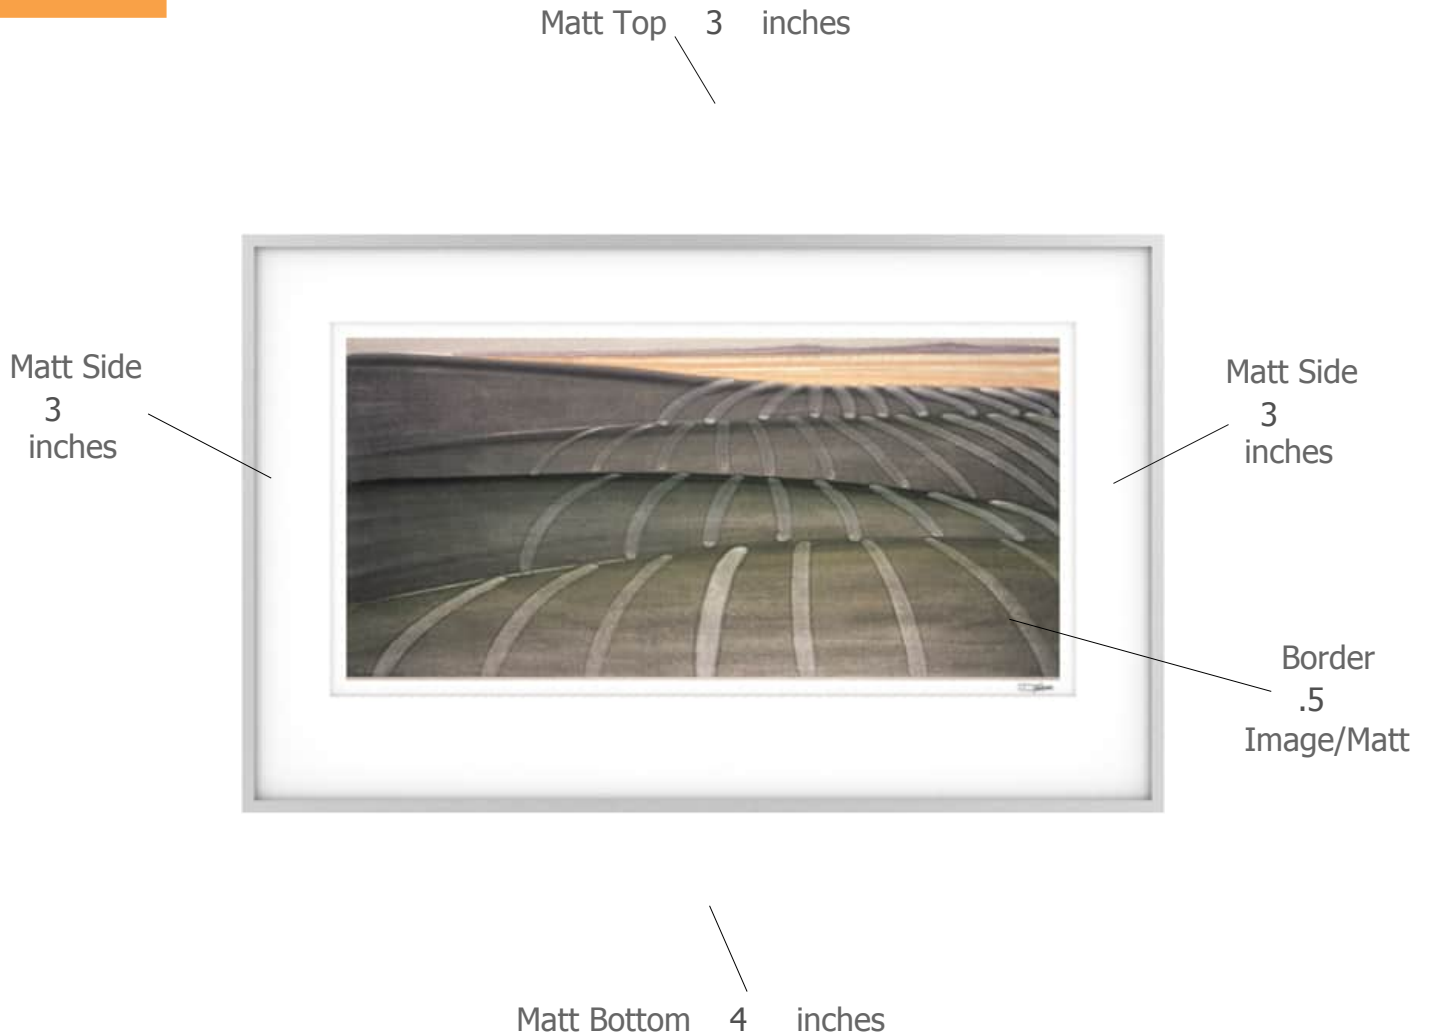 Matt Top 3 inches
Matt Side
3
inches
Matt Side
3
inches
Border
.5
Image/Matt
Matt Bottom 4 inches